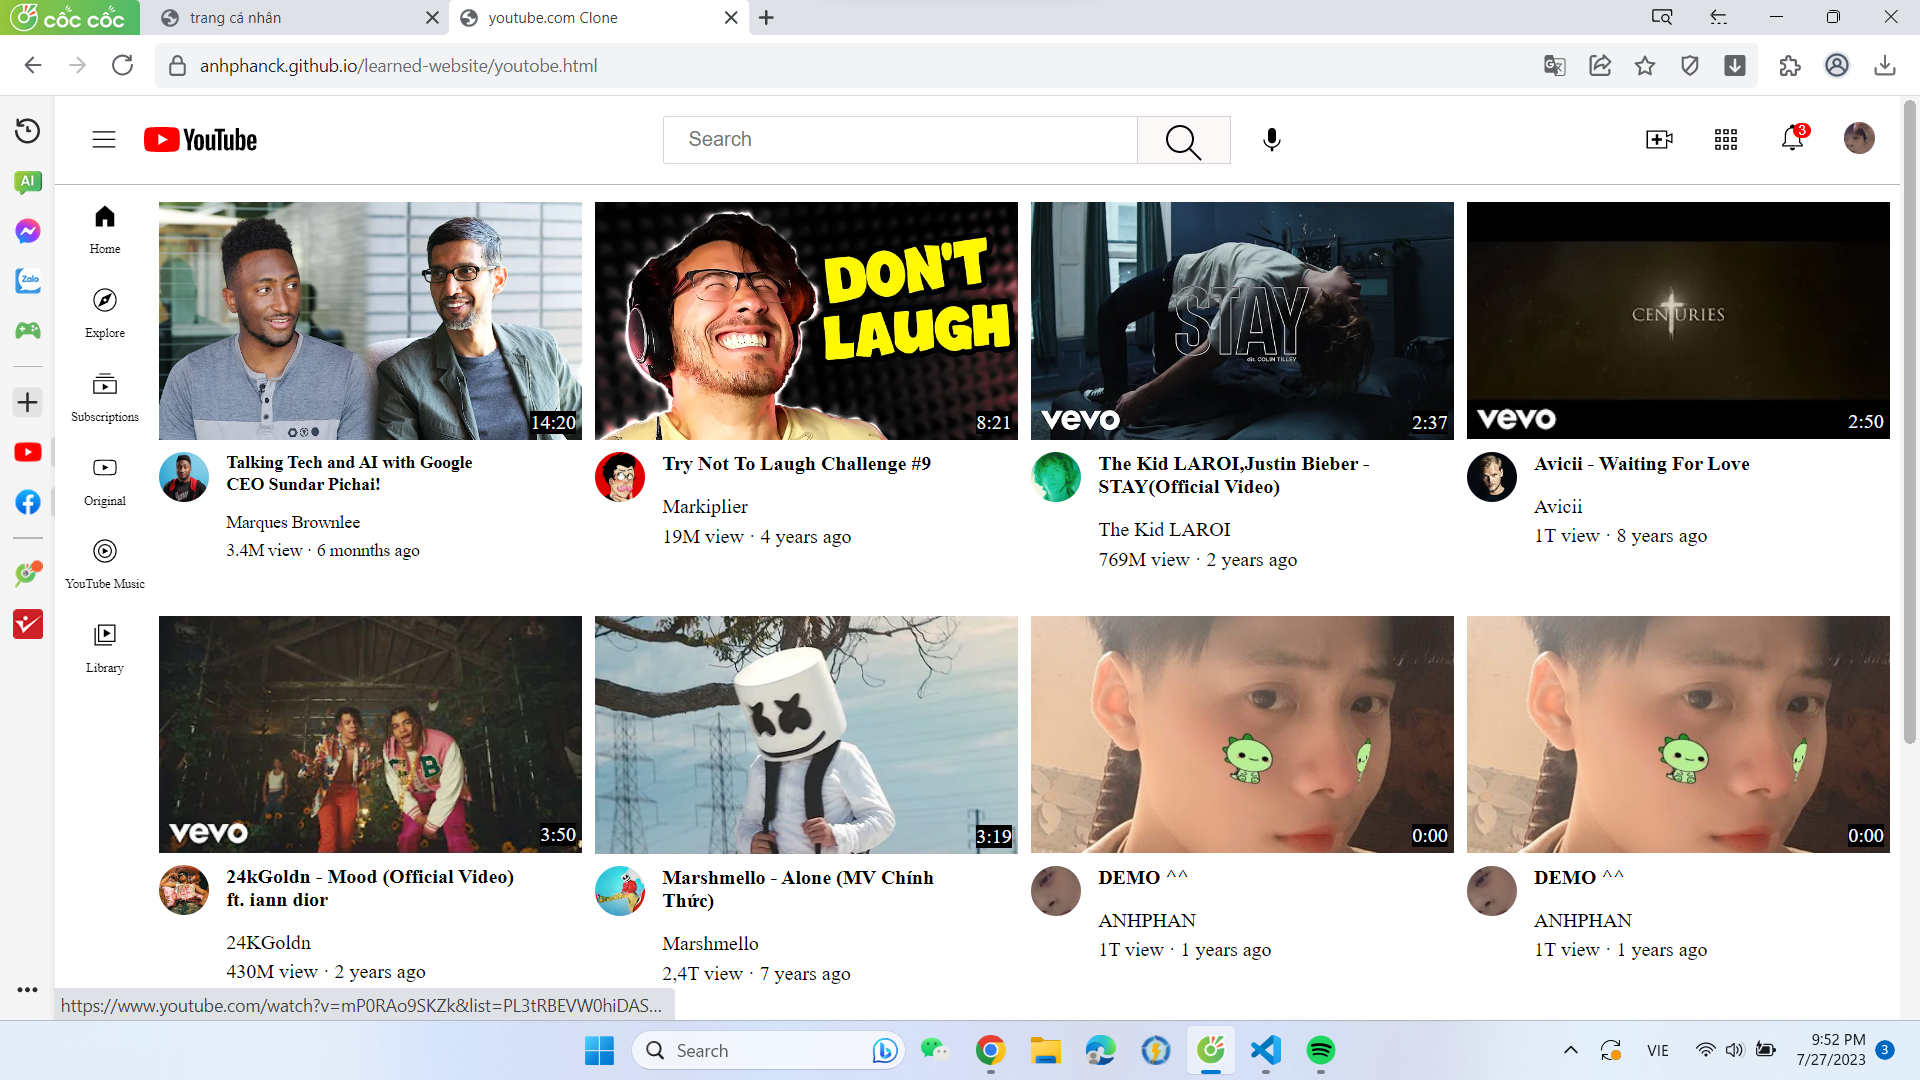 cốc cốc
trang cá nhân
youtube.com Clone
anhphanck.github.io/learned-website/youtobe.html
AI
Zalo
YouTube
Search
3
Home
Explore
Subscriptions
Original
YouTube Music
Library
14:20
Talking Tech and AI with Google
CEO Sundar Pichai!
Marques Brownlee
3.4M view · 6 monnths ago
DON'T
LAUGH
8:21
Try Not To Laugh Challenge #9
Markiplier
19M view · 4 years ago
STAY
dir. COLIN TILLEY
vevo
2:37
The Kid LAROI,Justin Bieber -
STAY(Official Video)
The Kid LAROI
769M view · 2 years ago
CENTURIES
vevo
2:50
Avicii - Waiting For Love
Avicii
1T view · 8 years ago
B
vevo
3:50
24kGoldn - Mood (Official Video)
ft. iann dior
24KGoldn
430M view · 2 years ago
3:19
Marshmello - Alone (MV Chính
Thức)
Marshmello
2,4T view · 7 years ago
0:00
DEMO ^^
ANHPHAN
1T view · 1 years ago
0:00
DEMO ^^
ANHPHAN
1T view · 1 years ago
https://www.youtube.com/watch?v=mP0RAo9SKZk&list=PL3tRBEVW0hiDAS...
Search
VIE
9:52 PM
7/27/2023
3